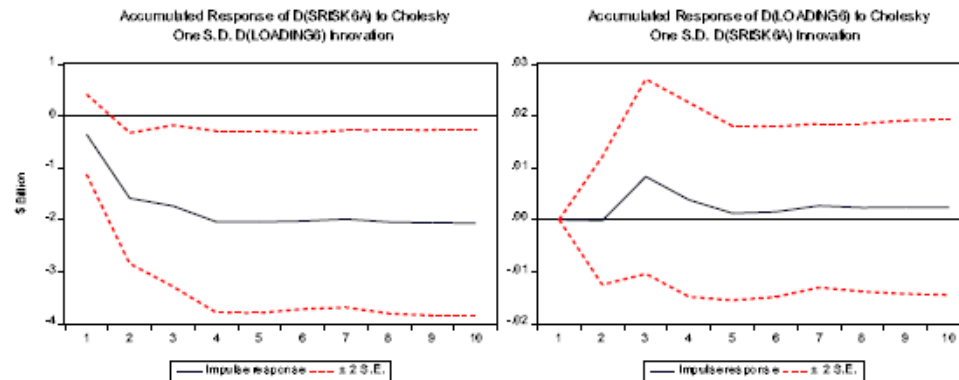 Accumulated Response of D(SRISK6A) to Cholesky
One S.D. D(LOADING6) Innovation
1
0
-1
-2
-3
-4
$ Billion
1 2 3 4 5 6 7 8 9 10
Impulse response ± 2 S.E.
Accumulated Response of D(LOADING6) to Cholesky
One S.D. D(SRISK6A) Innovation
.03
.02
.01
.00
-.01
-.02
1 2 3 4 5 6 7 8 9 10
Impulse response ± 2 S.E.